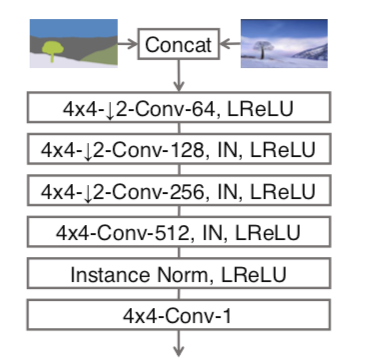 Concat
4x4-↓2-Conv-64, LReLU
4x4-↓2-Conv-128, IN, LReLU
4x4-↓2-Conv-256, IN, LReLU
4x4-Conv-512, IN, LReLU
Instance Norm, LReLU
4x4-Conv-1